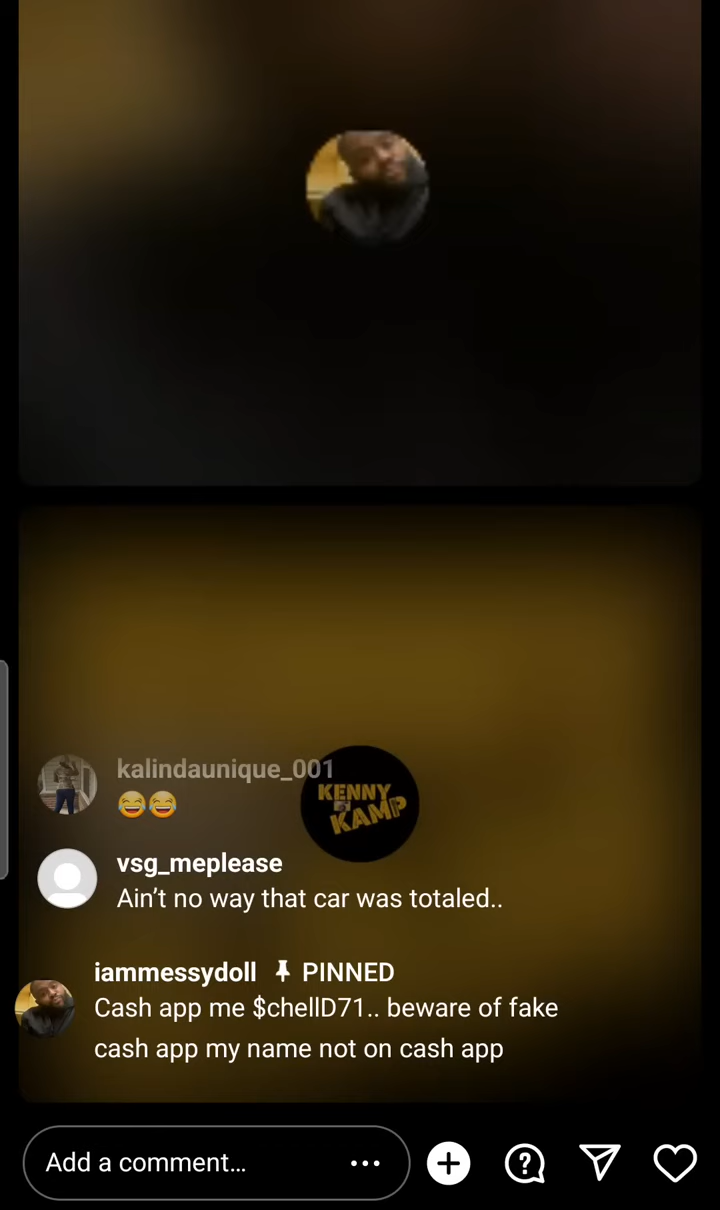 kalindaunique_001
😂😂
KENNY
KAMP
vsg_meplease
Ain’t no way that car was totaled..
iammessydoll PINNED
Cash app me $chellD71.. beware of fake
cash app my name not on cash app
Add a comment...